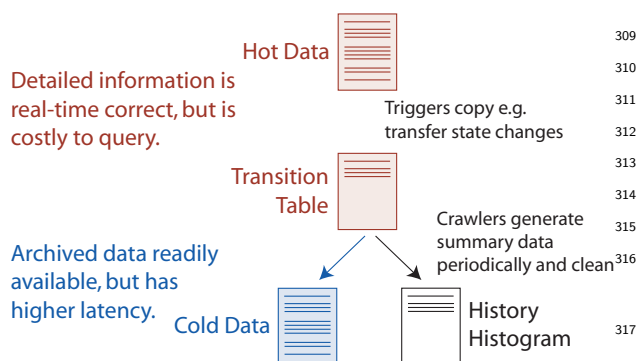 Hot Data
Detailed information is
real-time correct, but is
costly to query.
Triggers copy e.g.
transfer state changes
Transition
Table
Crawlers generate
summary data
periodically and clean
Archived data readily
available, but has
higher latency.
Cold Data
History
Histogram
309
310
311
312
313
314
315
316
317